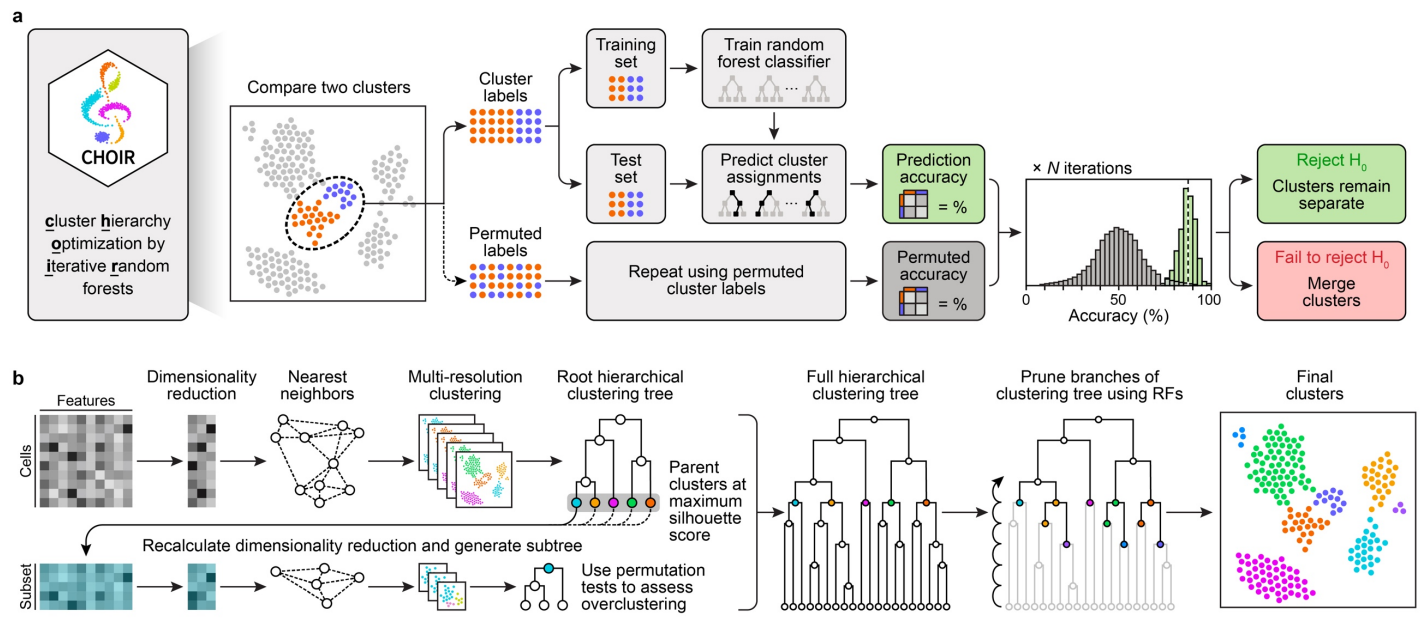 a
CHOIR
cluster hierarchy
optimization by
iterative random
forests
Compare two clusters
Cluster
labels
Permuted
labels
Training
set
Train random
forest classifier
...
Test
set
Predict cluster
assignments
...
Prediction
accuracy
= %
Repeat using permuted
cluster labels
Permuted
accuracy
= %
× N iterations
0
50
100
Accuracy (%)
Reject H0
Clusters remain
separate
Fail to reject H0
Merge
clusters
b
Features
Cells
Dimensionality
reduction
Nearest
neighbors
Multi-resolution
clustering
Root hierarchical
clustering tree
Parent
clusters at
maximum
silhouette
score
Recalculate dimensionality reduction and generate subtree
Subset
Use permutation
tests to assess
overclustering
Full hierarchical
clustering tree
Prune branches of
clustering tree using RFs
Final
clusters